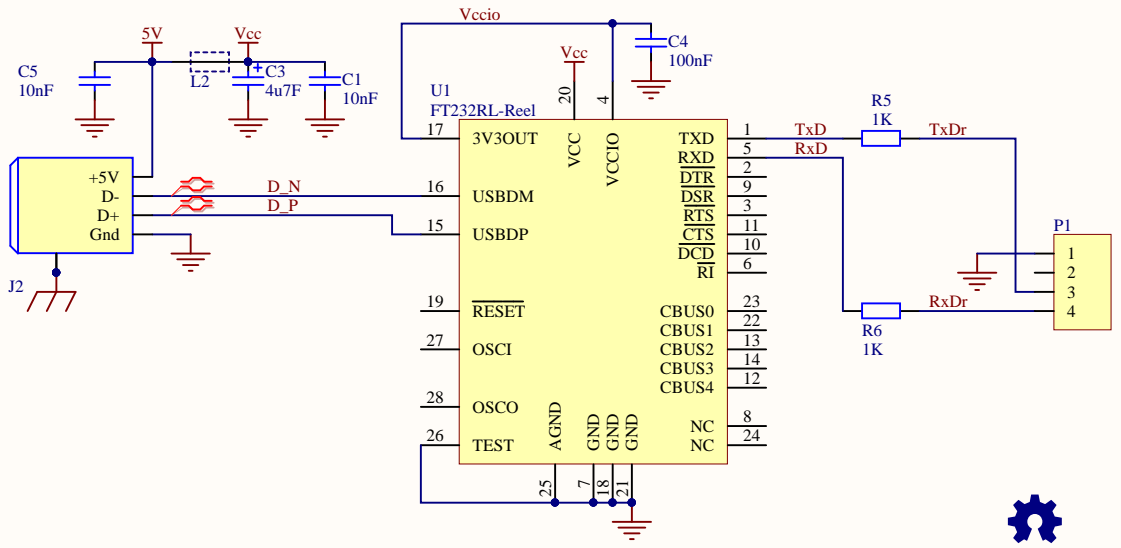 Vccio
5V
Vcc
C5
10nF
L2
C3
4u7F
C1
10nF
C4
100nF
Vcc
U1
FT232RL-Reel
20
4
17
3V3OUT
VCC
VCCIO
TXD
1
TxD
R5
1K
TxDr
RXD
5
RxD
DTR
2
+5V
D-
D_N
16
USBDM
DSR
9
D+
D_P
RTS
3
Gnd
15
USBDP
CTS
11
DCD
10
RI
6
J2
P1
1
2
3
4
19
RESET
CBUS0
23
CBUS1
22
RxDr
R6
1K
27
OSCI
CBUS2
13
CBUS3
14
CBUS4
12
28
OSCO
26
TEST
AGND
GND
GND
GND
NC
8
NC
24
25
7
18
21
+